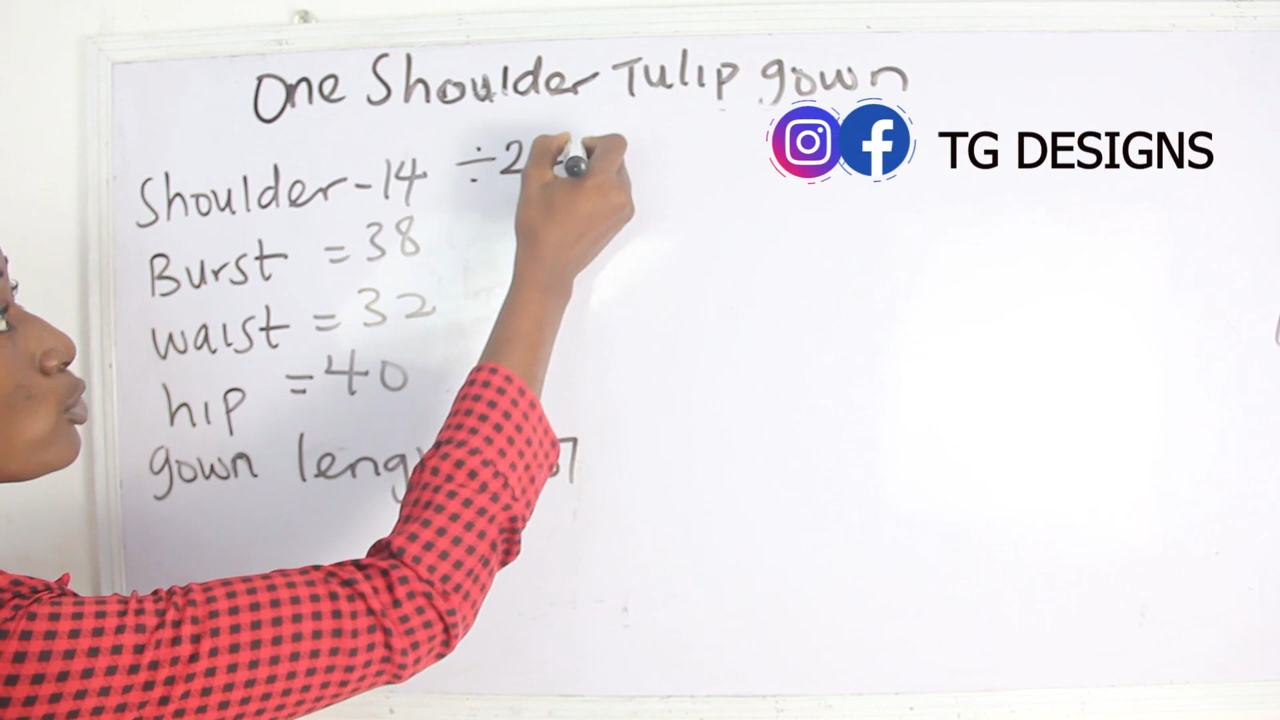 One Shoulder Tulip gown
TG DESIGNS
Shoulder - 14 ÷ 2
Burst = 38
waist = 32
hip = 40
gown